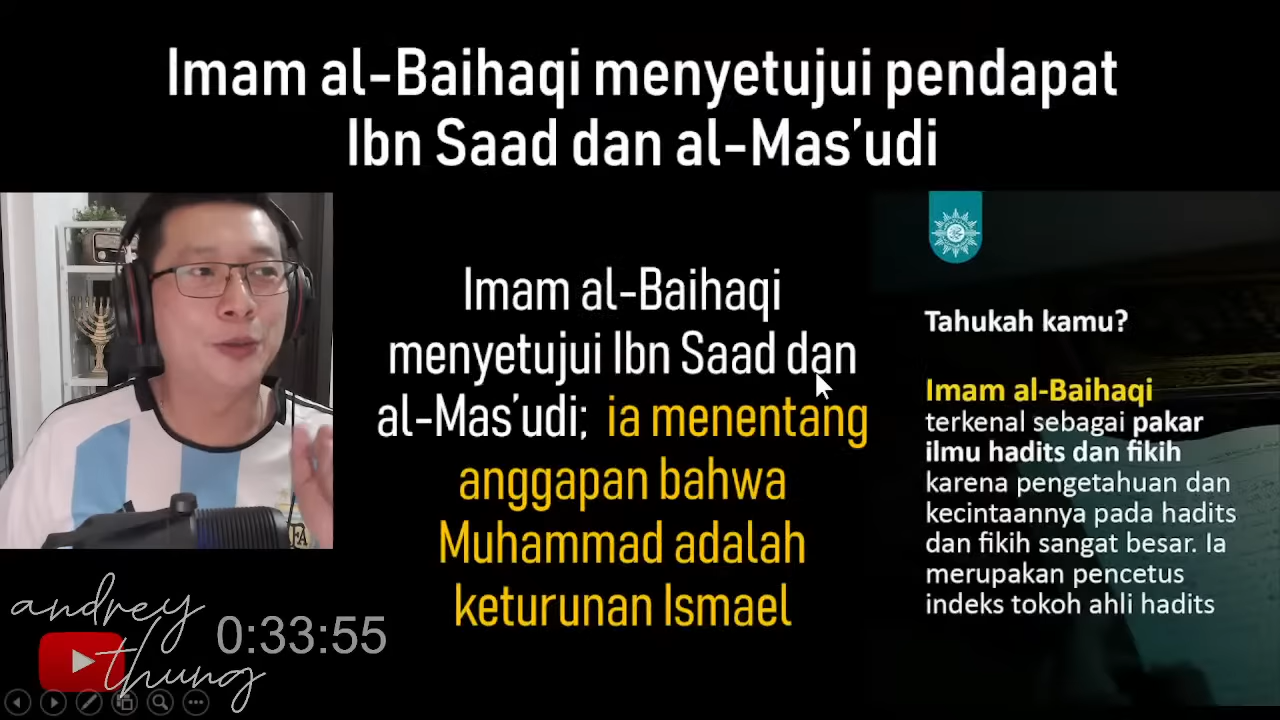 Imam al-Baihaqi menyetujui pendapat
Ibn Saad dan al-Mas’udi
Imam al-Baihaqi
menyetujui Ibn Saad dan
al-Mas’udi; ia menentang
anggapan bahwa
Muhammad adalah
keturunan Ismael
Tahukah kamu?
Imam al-Baihaqi
terkenal sebagai pakar
ilmu hadits dan fikih
karena pengetahuan dan
kecintaannya pada hadits
dan fikih sangat besar. Ia
merupakan pencetus
indeks tokoh ahli hadits
andrey
thung
0:33:55